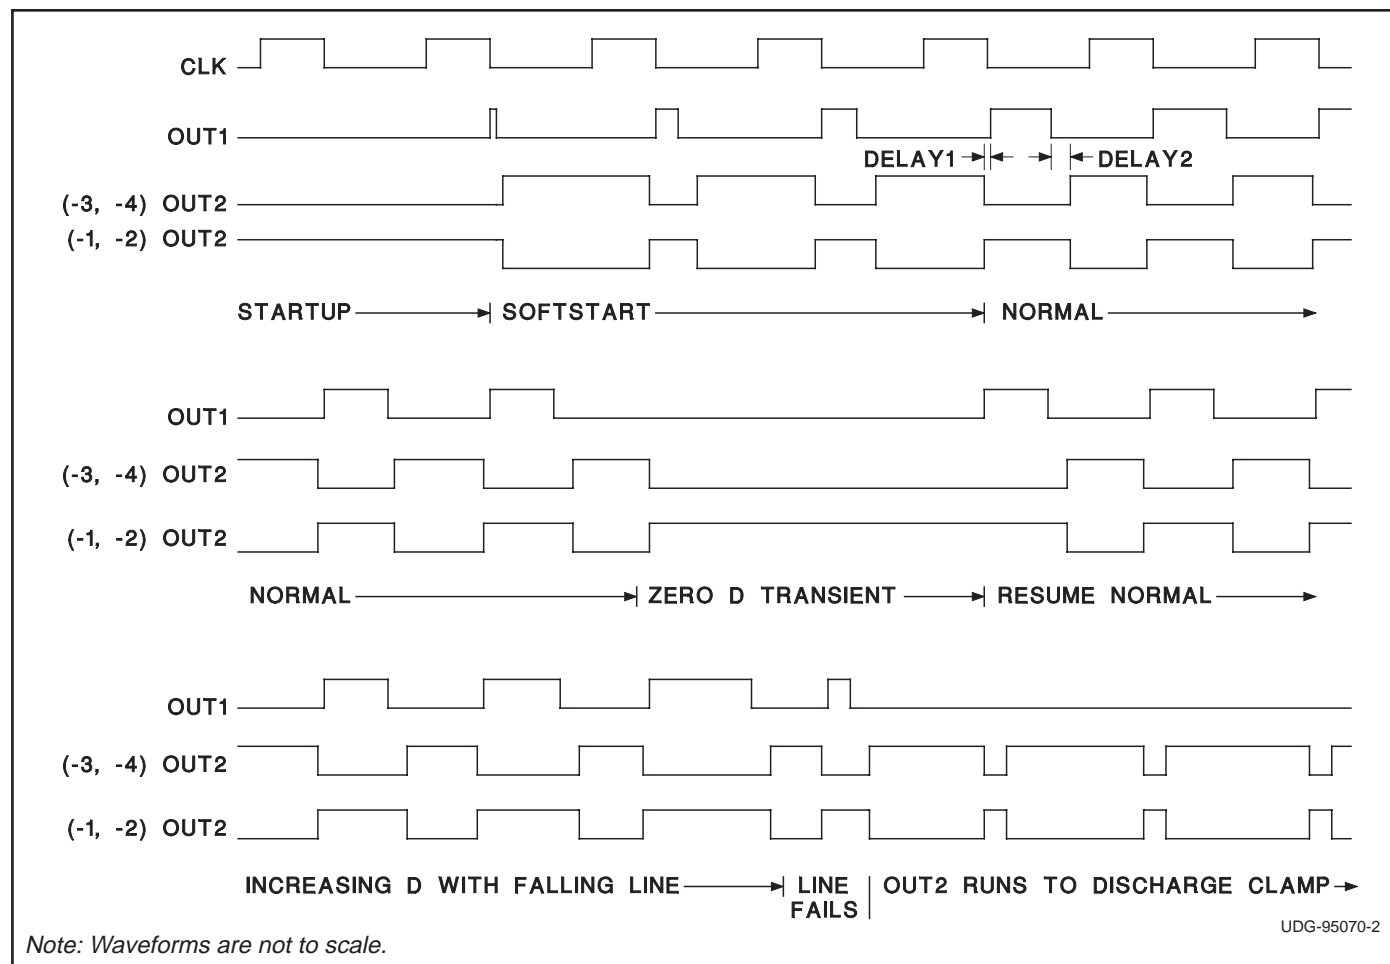 CLK
OUT1
DELAY1 DELAY2
(-3, -4) OUT2
(-1, -2) OUT2
STARTUP SOFTSTART NORMAL
OUT1
(-3, -4) OUT2
(-1, -2) OUT2
NORMAL ZERO D TRANSIENT RESUME NORMAL
OUT1
(-3, -4) OUT2
(-1, -2) OUT2
INCREASING D WITH FALLING LINE LINE FAILS OUT2 RUNS TO DISCHARGE CLAMP
UDG-95070-2
Note: Waveforms are not to scale.